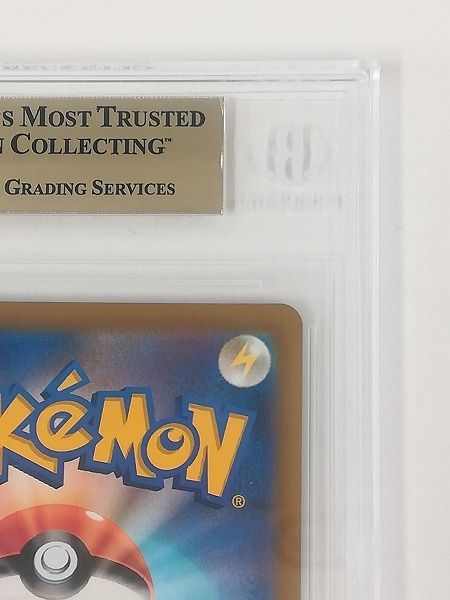 'S MOST TRUSTED
N COLLECTING™
GRADING SERVICES
KéMON®